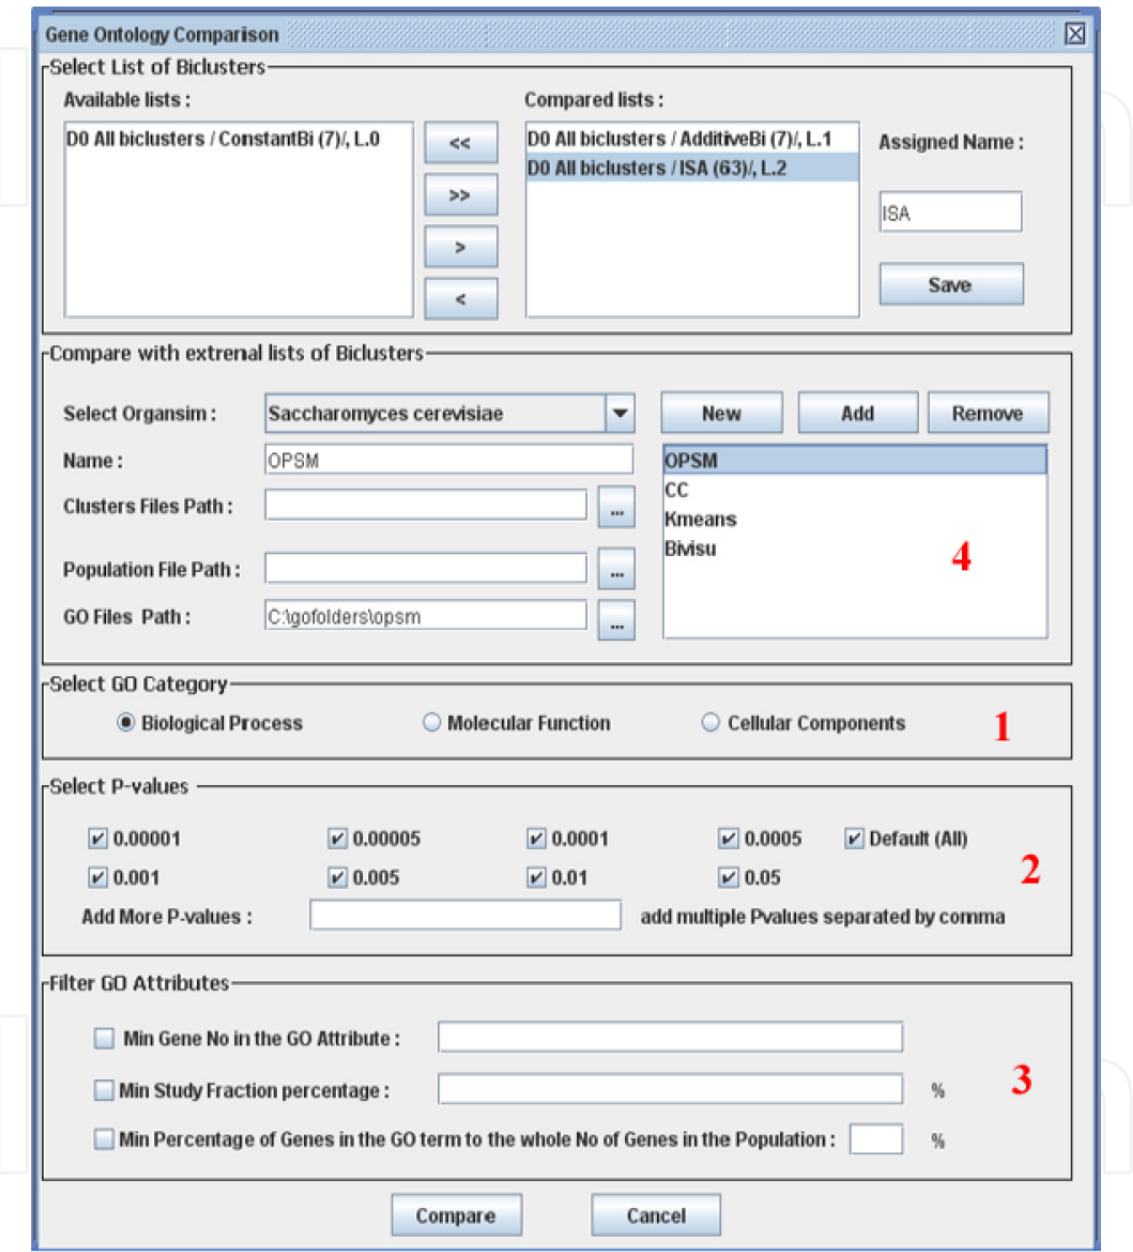 Gene Ontology Comparison
Select List of Biclusters
Available lists :
Compared lists :
D0 All biclusters / ConstantBi (7)/, L.0
<<
>>
>
<
D0 All biclusters / AdditiveBi (7)/, L.1
D0 All biclusters / ISA (63)/, L.2
Assigned Name :
ISA
Save
Compare with extrenal lists of Biclusters
Select Organsim :
Saccharomyces cerevisiae
New
Add
Remove
Name :
OPSM
Clusters Files Path :
...
Population File Path :
...
GO Files Path :
C:\gofolders\opsm
...
OPSM
CC
Kmeans
Bivisu
4
Select GO Category
Biological Process
Molecular Function
Cellular Components
1
Select P-values
0.00001
0.00005
0.0001
0.0005
Default (All)
0.001
0.005
0.01
0.05
2
Add More P-values :
add multiple Pvalues separated by comma
Filter GO Attributes
Min Gene No in the GO Attribute :
Min Study Fraction percentage :
%
3
Min Percentage of Genes in the GO term to the whole No of Genes in the Population :
%
Compare
Cancel